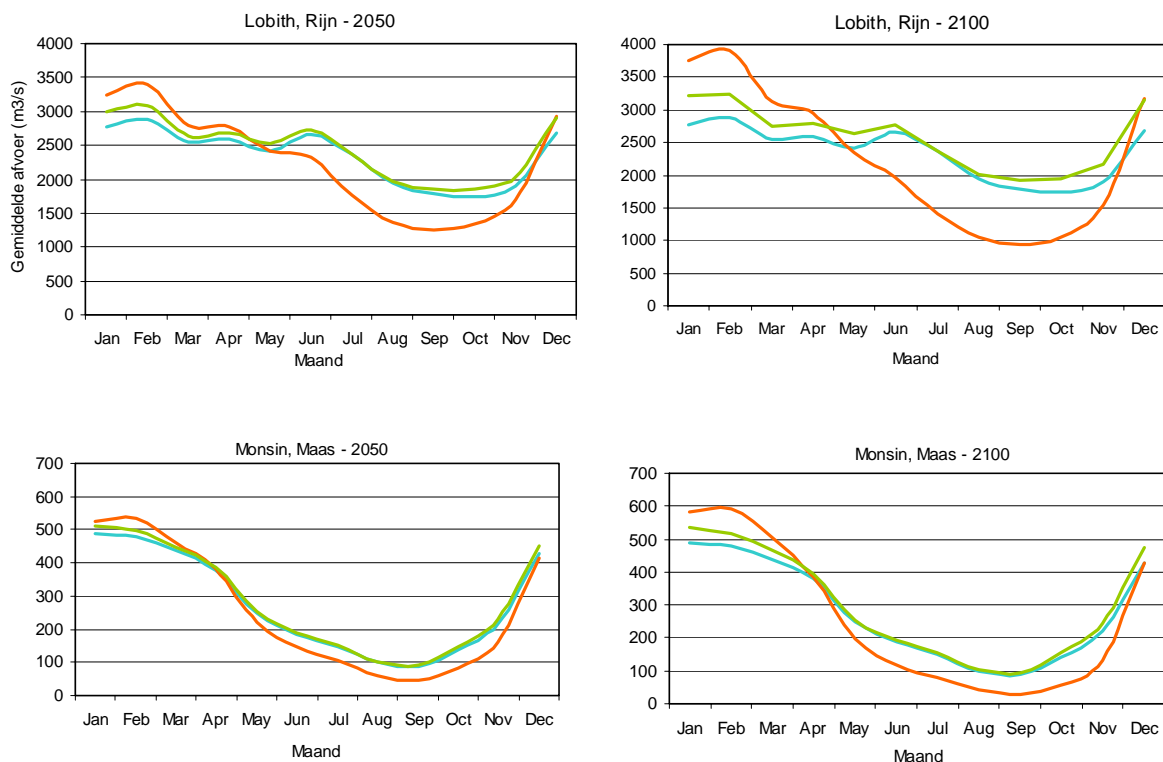 Lobith, Rijn - 2050
Gemiddelde afvoer (m3/s)
4000
3500
3000
2500
2000
1500
1000
500
0
Jan Feb Mar Apr May Jun Jul Aug Sep Oct Nov Dec
Maand
Lobith, Rijn - 2100
4000
3500
3000
2500
2000
1500
1000
500
0
Jan Feb Mar Apr May Jun Jul Aug Sep Oct Nov Dec
Maand
Monsin, Maas - 2050
700
600
500
400
300
200
100
0
Jan Feb Mar Apr May Jun Jul Aug Sep Oct Nov Dec
Maand
Monsin, Maas - 2100
700
600
500
400
300
200
100
0
Jan Feb Mar Apr May Jun Jul Aug Sep Oct Nov Dec
Maand